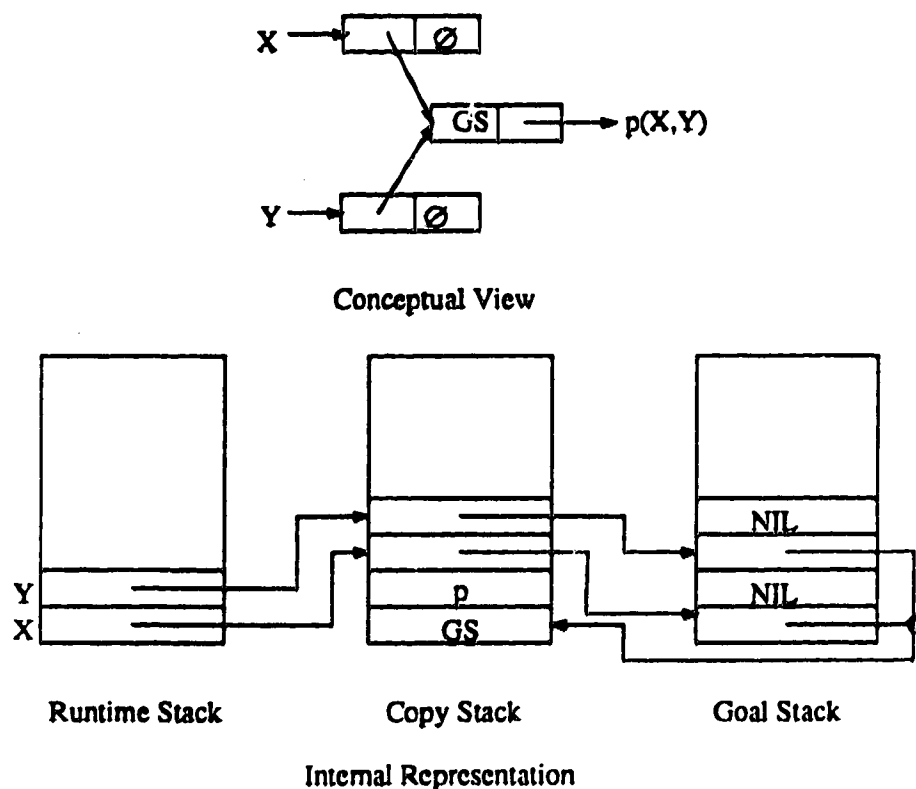 X Ø
GS p(X,Y)
Y Ø
Conceptual View
NIL
Y p NIL
X GS
Runtime Stack Copy Stack Goal Stack
Internal Representation